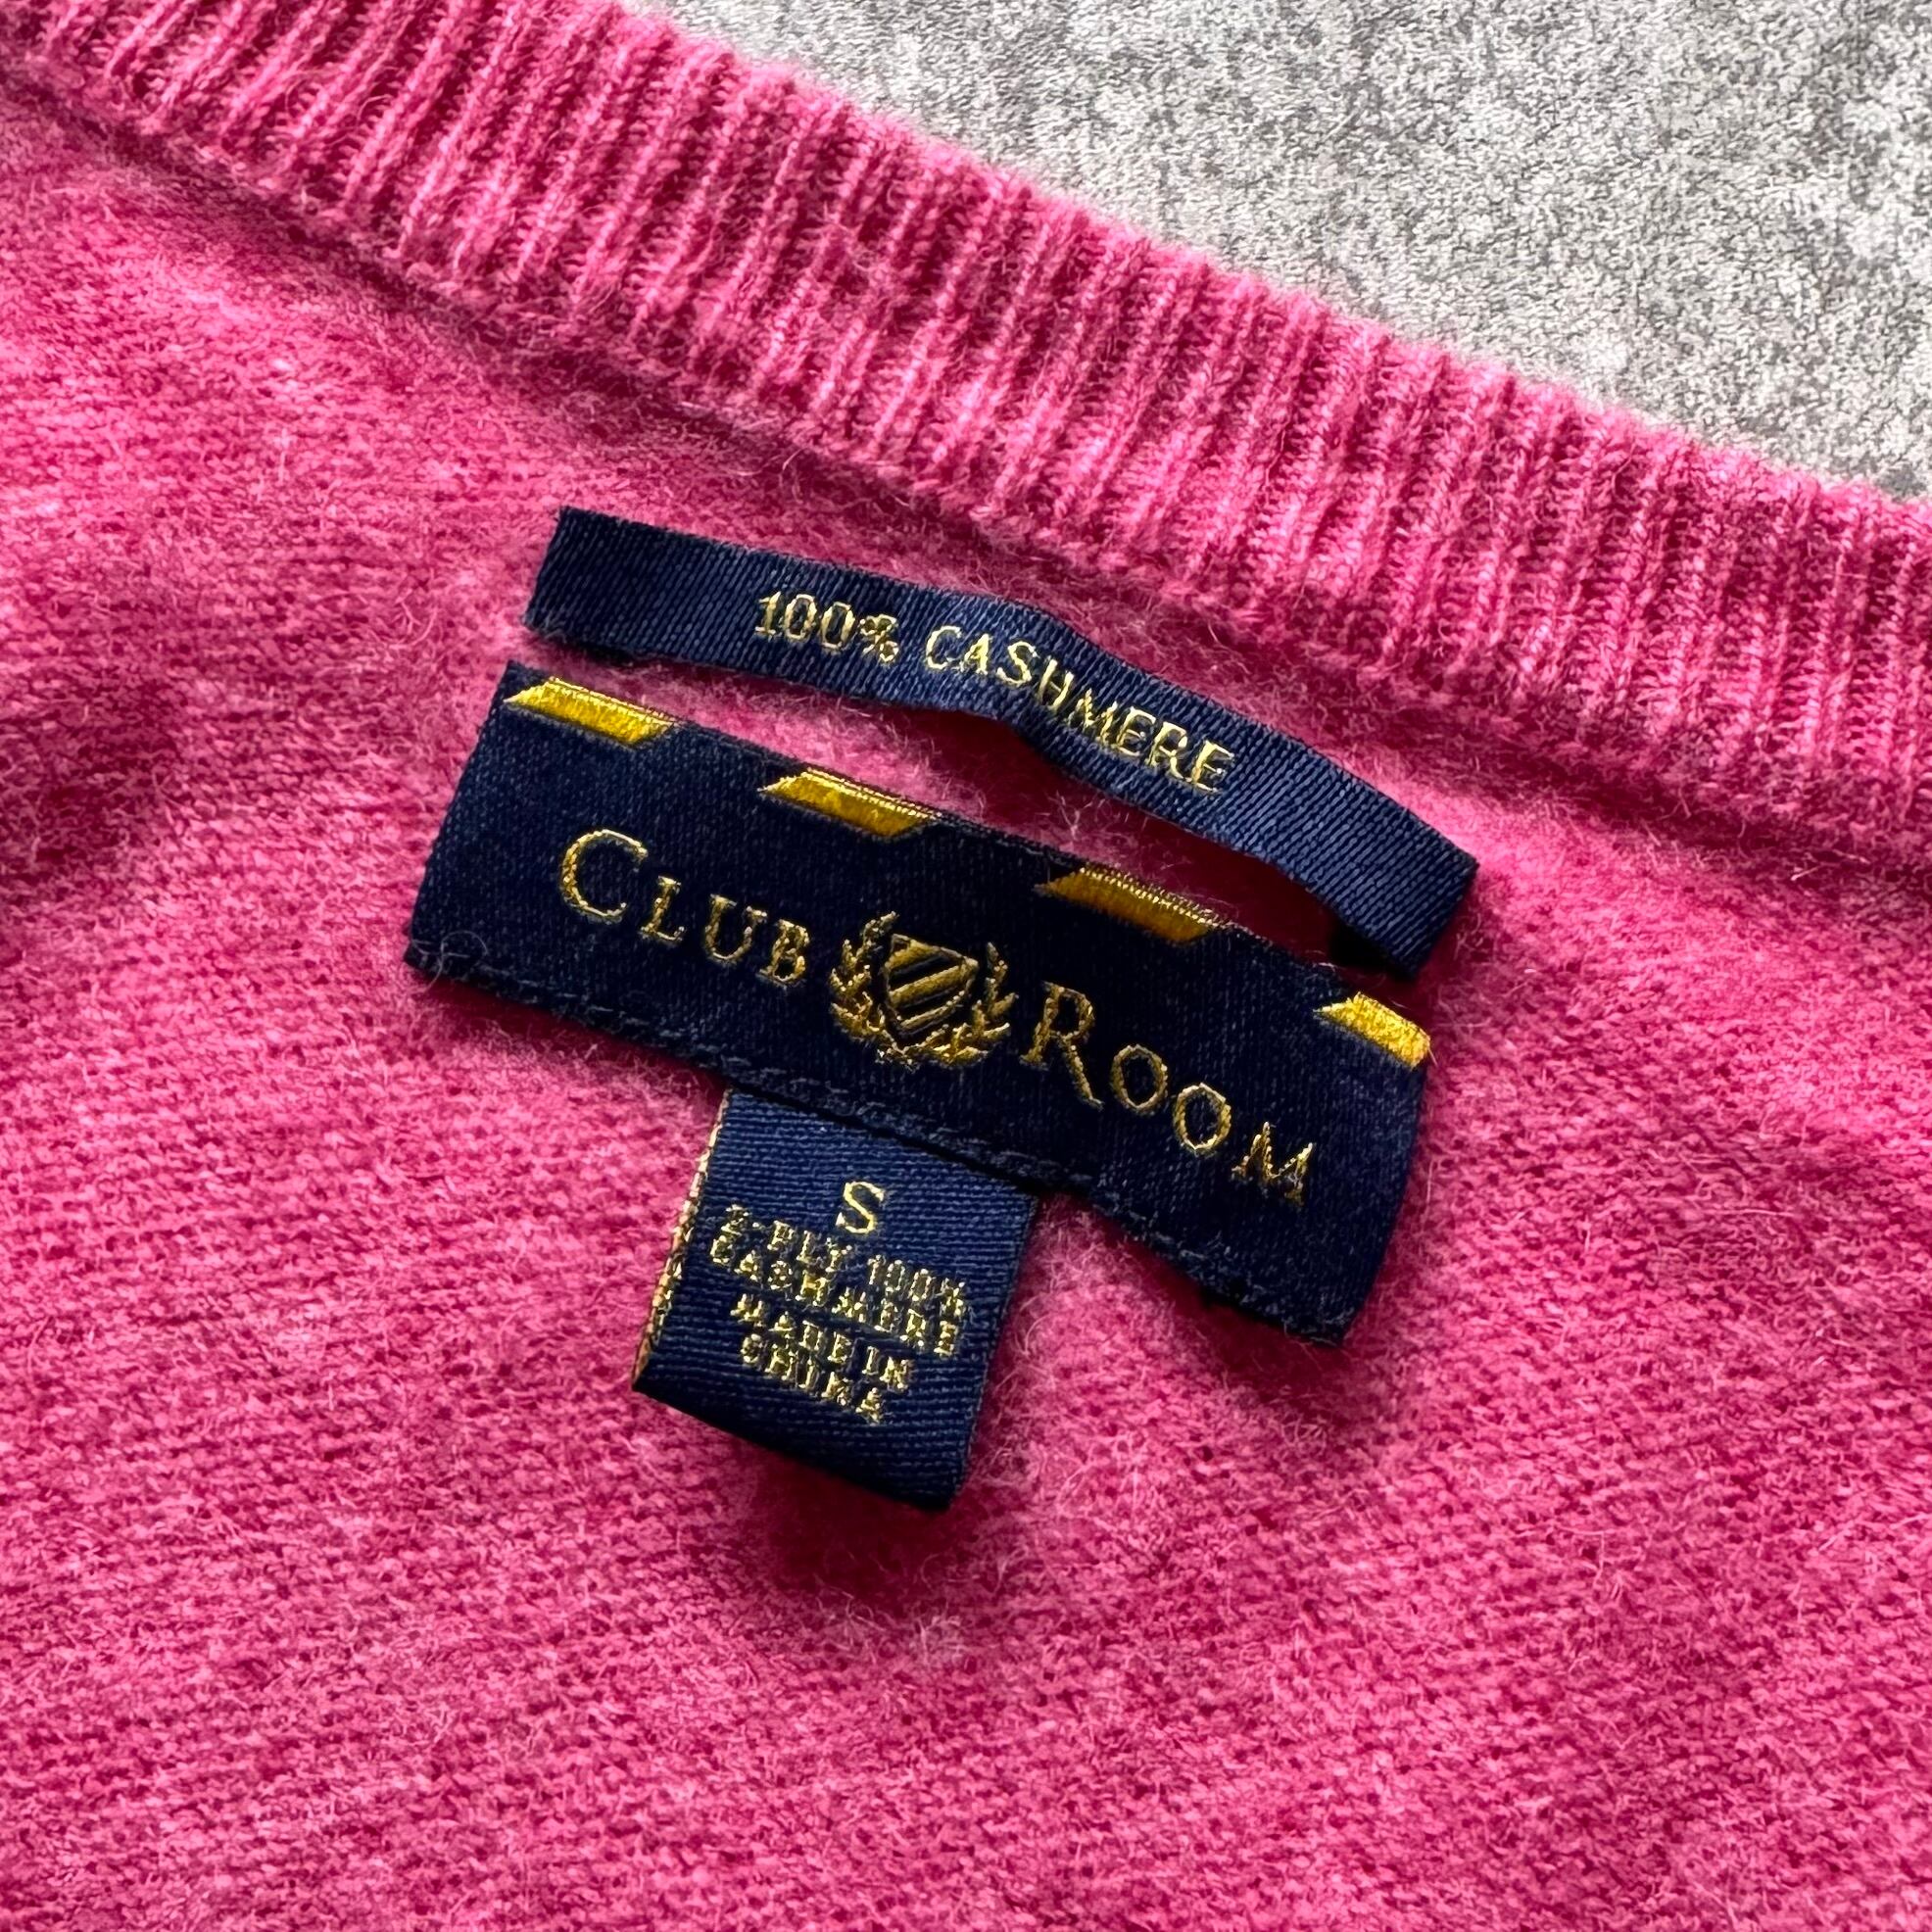 100% CASHMERE
CLUB ROOM
S
2-PLY 100%
CASHMERE
MADE IN
CHINA